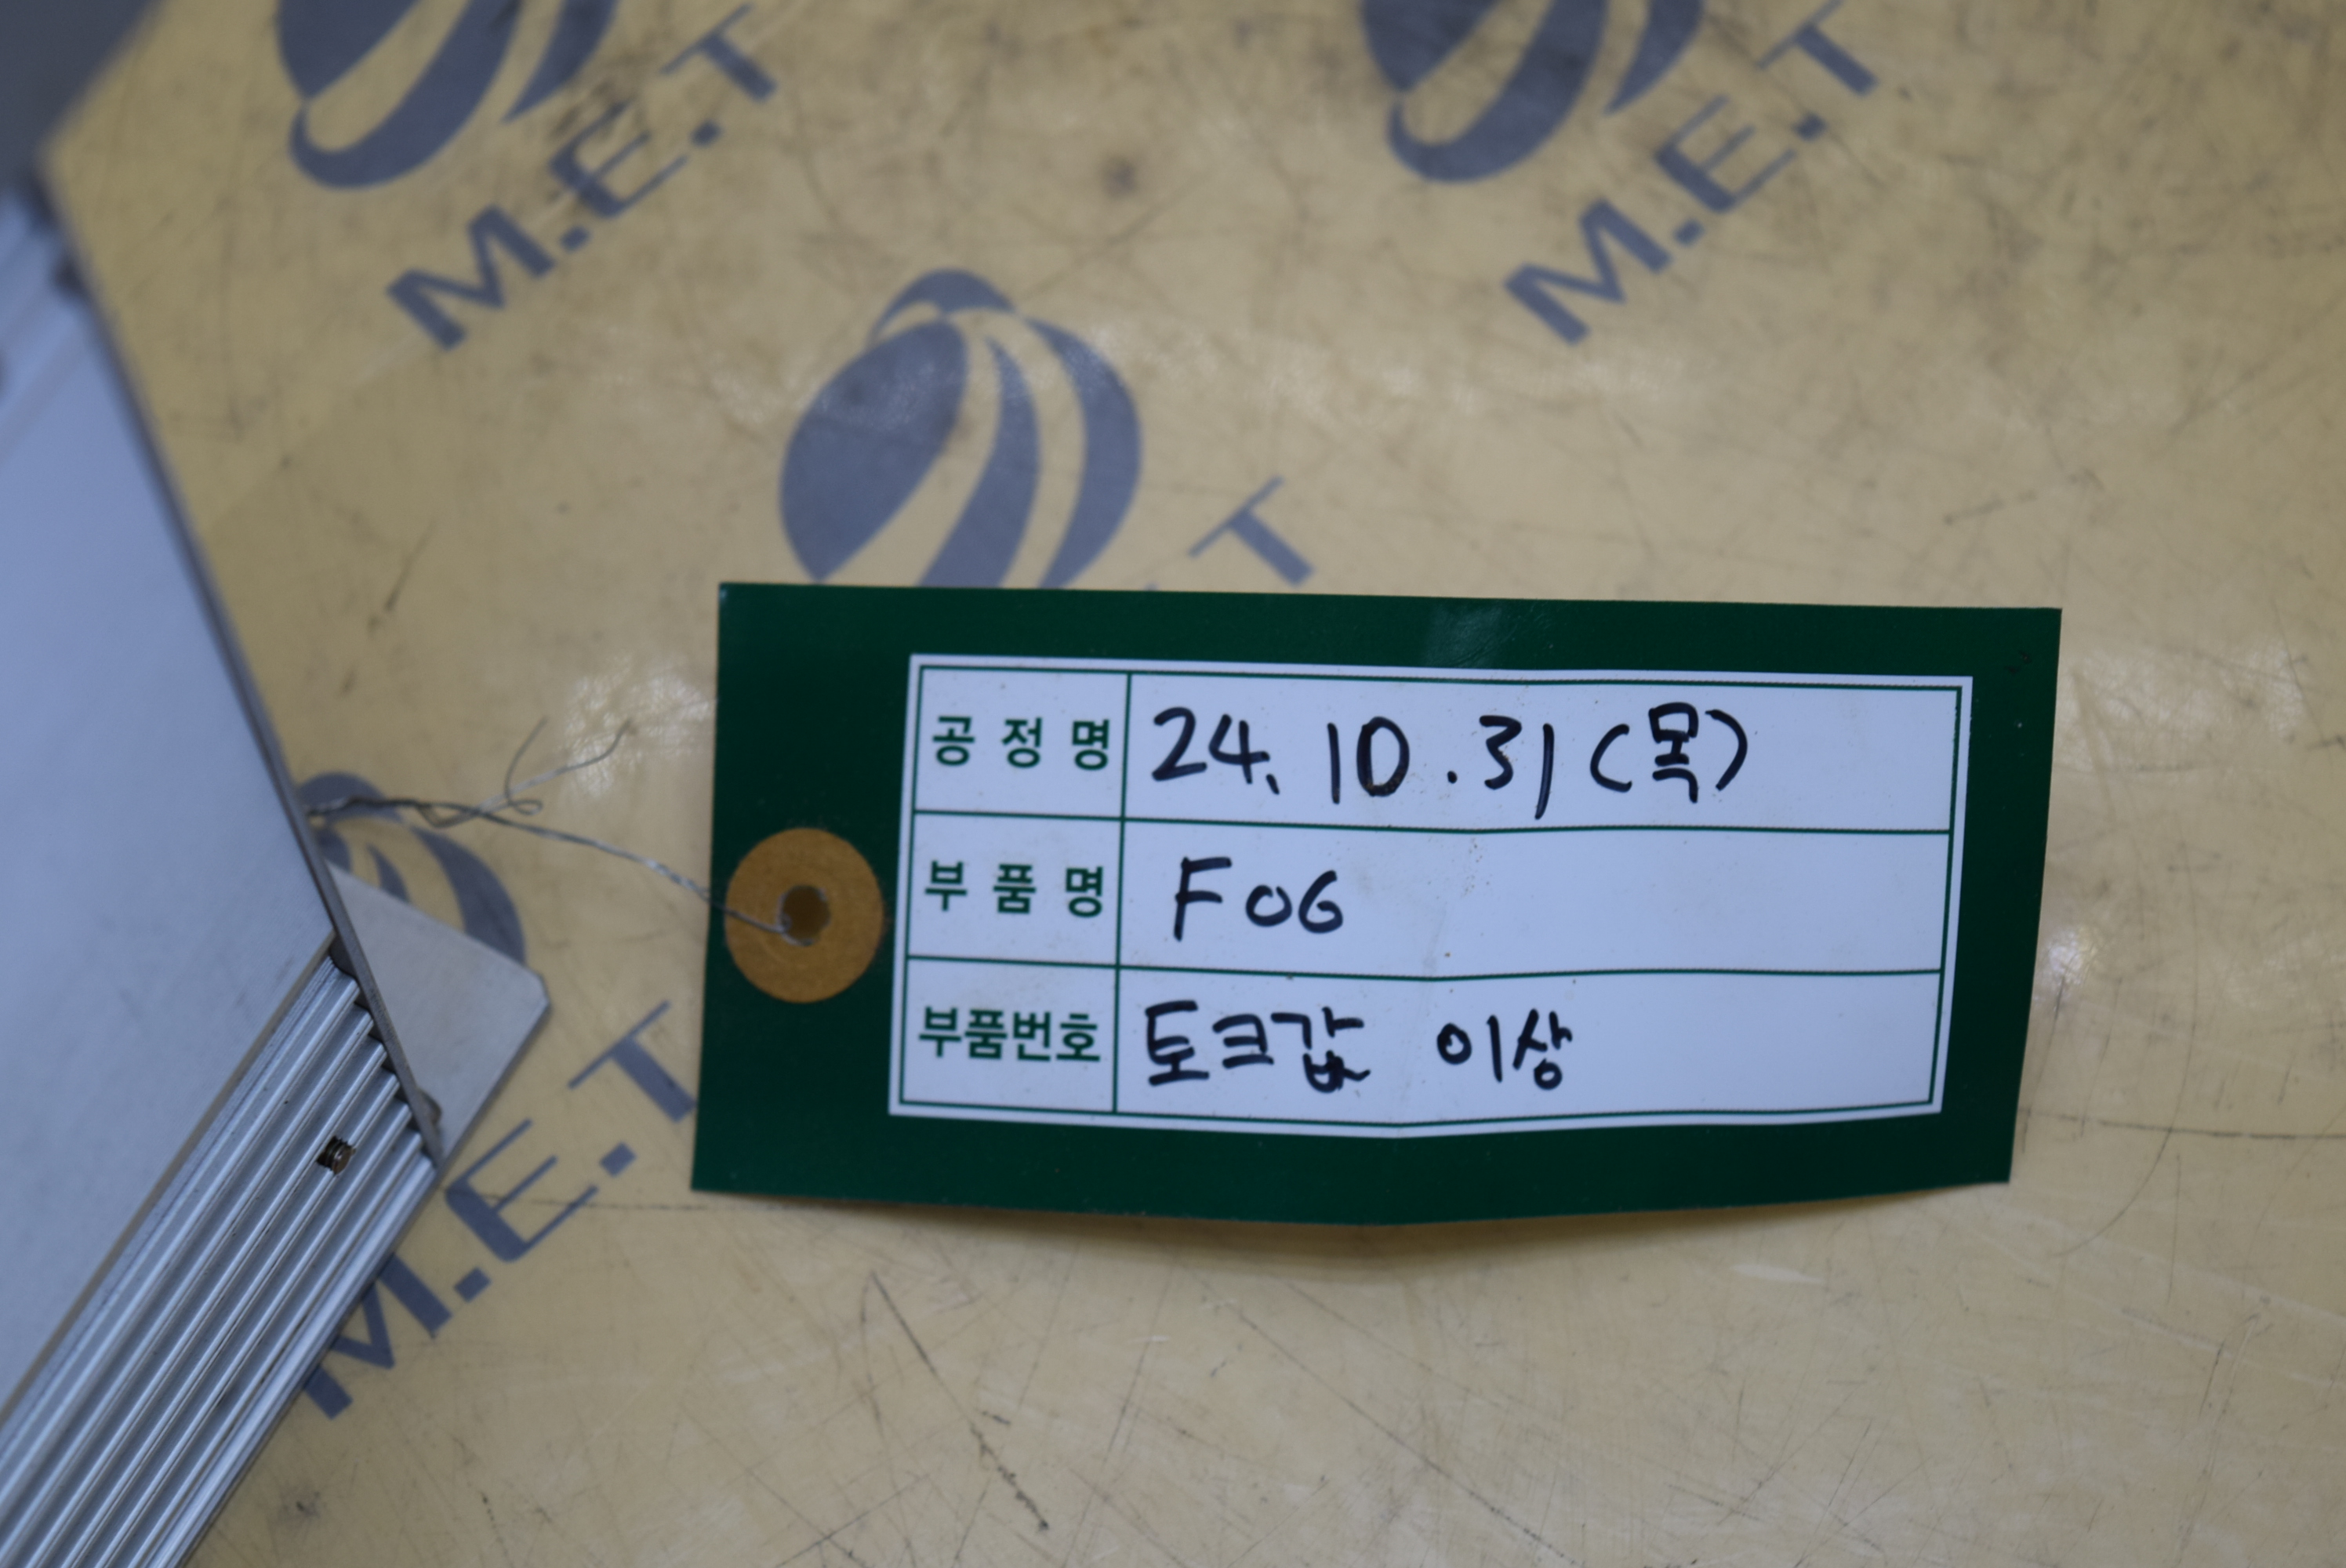 M.E.T
M.E.T
T
공정명 24. 10. 31 (목)
부품명 F06
부품번호 토크값 이상
M.E.T